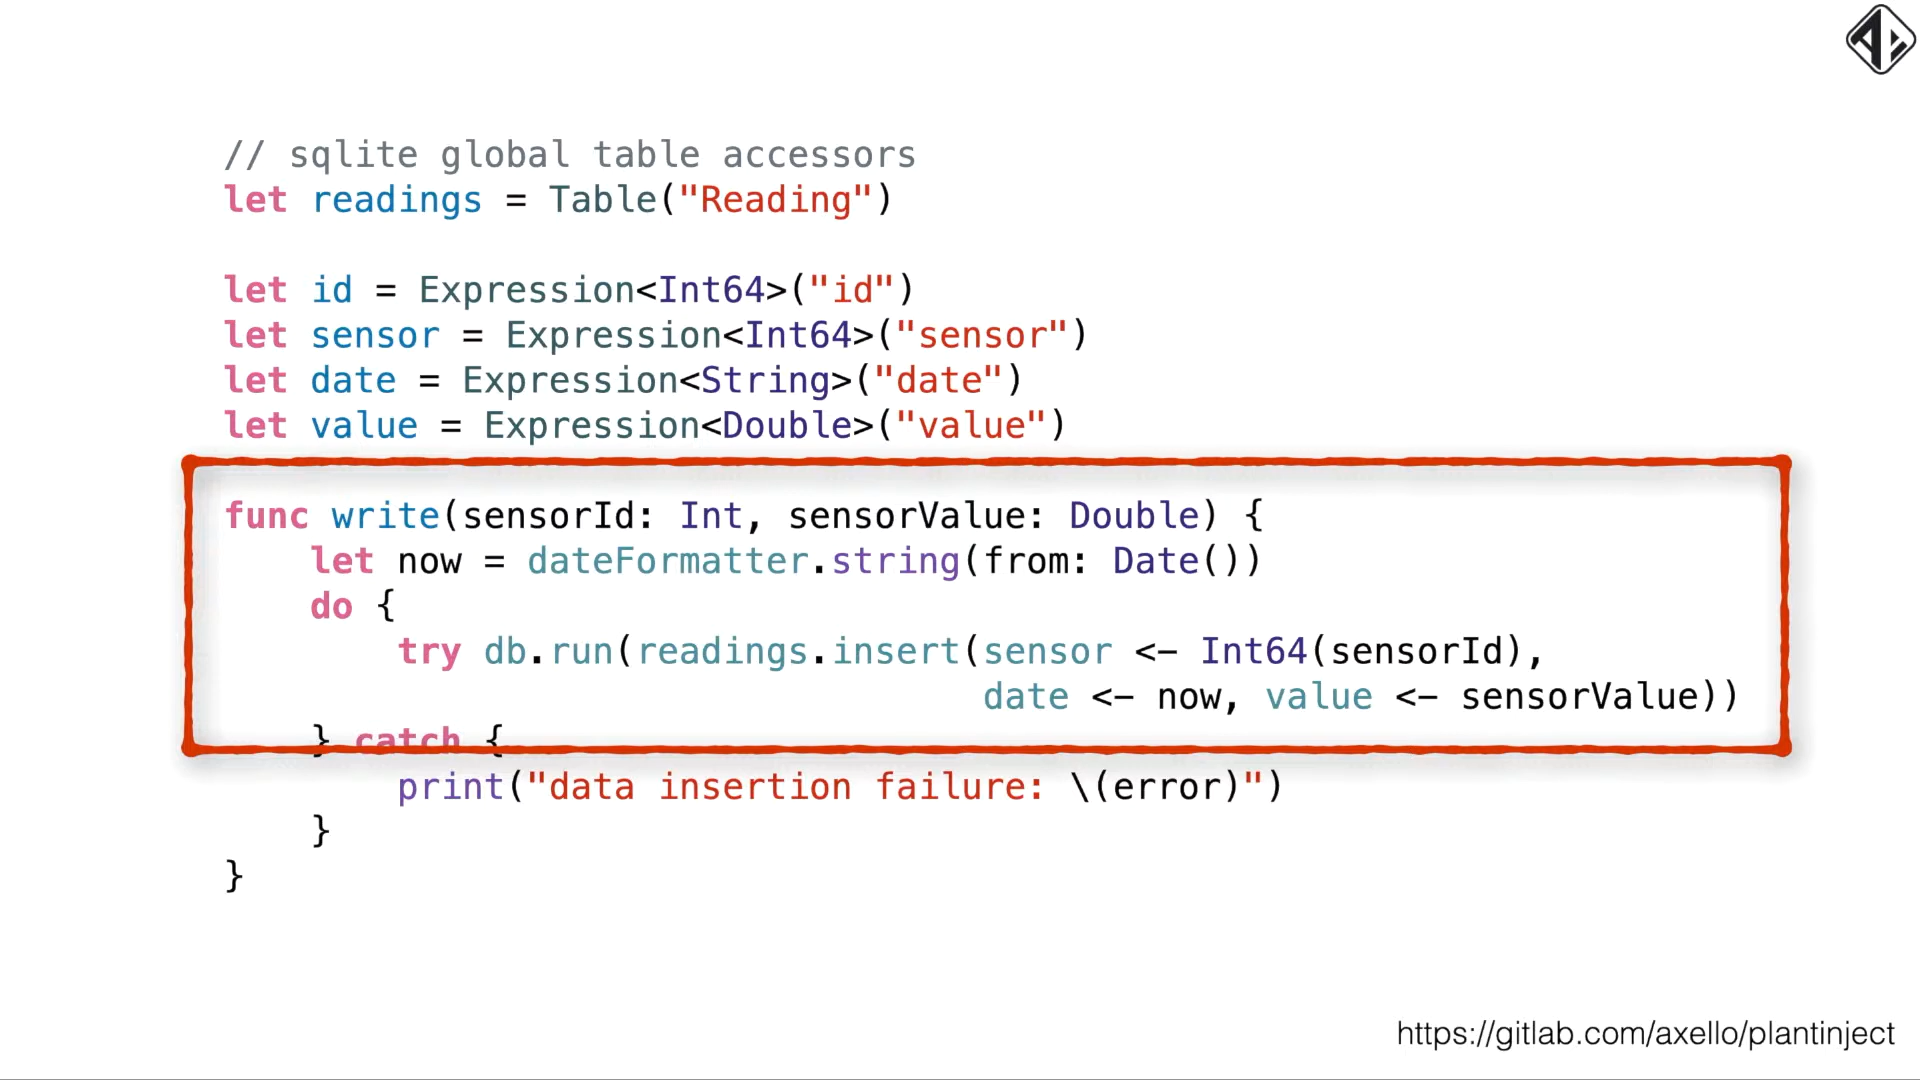 // sqlite global table accessors
let readings = Table("Reading")
let id = Expression<Int64>("id")
let sensor = Expression<Int64>("sensor")
let date = Expression<String>("date")
let value = Expression<Double>("value")
func write(sensorId: Int, sensorValue: Double) {
    let now = dateFormatter.string(from: Date())
    do {
        try db.run(readings.insert(sensor <- Int64(sensorId),
                                   date <- now, value <- sensorValue))
    } catch {
        print("data insertion failure: \(error)")
    }
}
https://gitlab.com/axello/plantinject